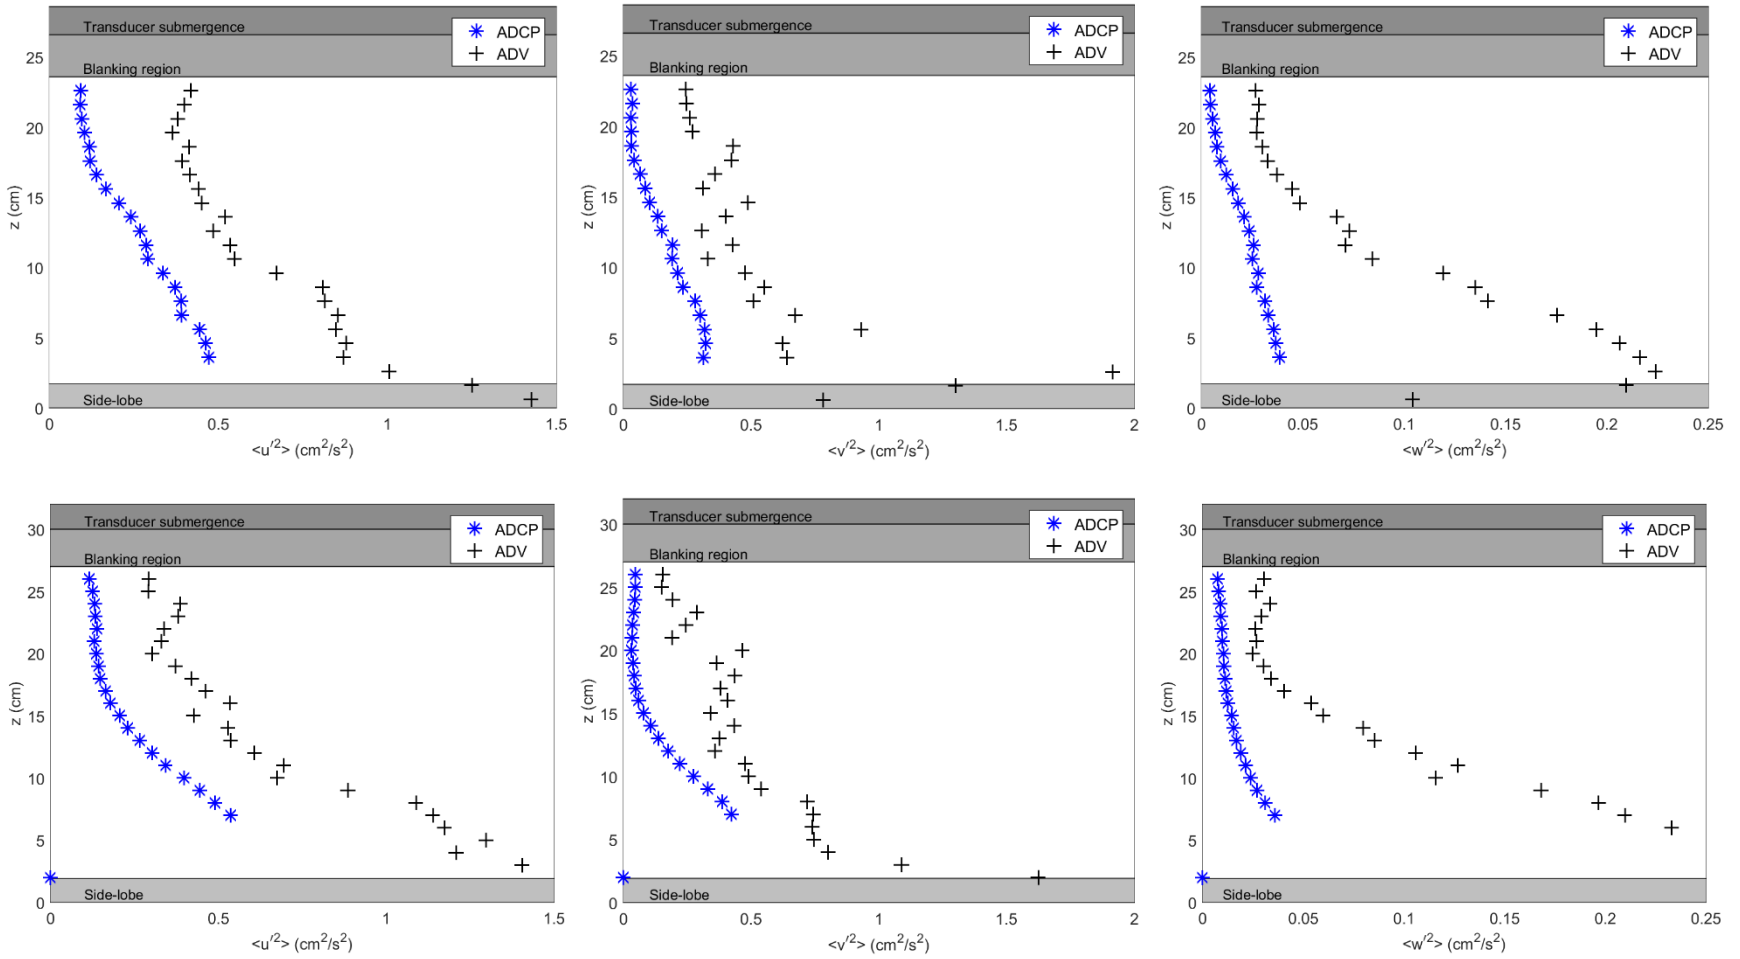 Transducer submergence
ADCP
ADV
Blanking region
25
20
15
10
5
0
z (cm)
Side-lobe
0 0.5 1 1.5
<u′²> (cm²/s²)
Transducer submergence
ADCP
ADV
Blanking region
25
20
15
10
5
0
z (cm)
Side-lobe
0 0.5 1 1.5 2
<v′²> (cm²/s²)
Transducer submergence
ADCP
ADV
Blanking region
25
20
15
10
5
0
z (cm)
Side-lobe
0 0.05 0.1 0.15 0.2 0.25
<w′²> (cm²/s²)
Transducer submergence
ADCP
ADV
Blanking region
30
25
20
15
10
5
0
z (cm)
Side-lobe
0 0.5 1 1.5
<u′²> (cm²/s²)
Transducer submergence
ADCP
ADV
Blanking region
30
25
20
15
10
5
0
z (cm)
Side-lobe
0 0.5 1 1.5 2
<v′²> (cm²/s²)
Transducer submergence
ADCP
ADV
Blanking region
30
25
20
15
10
5
0
z (cm)
Side-lobe
0 0.05 0.1 0.15 0.2 0.25
<w′²> (cm²/s²)